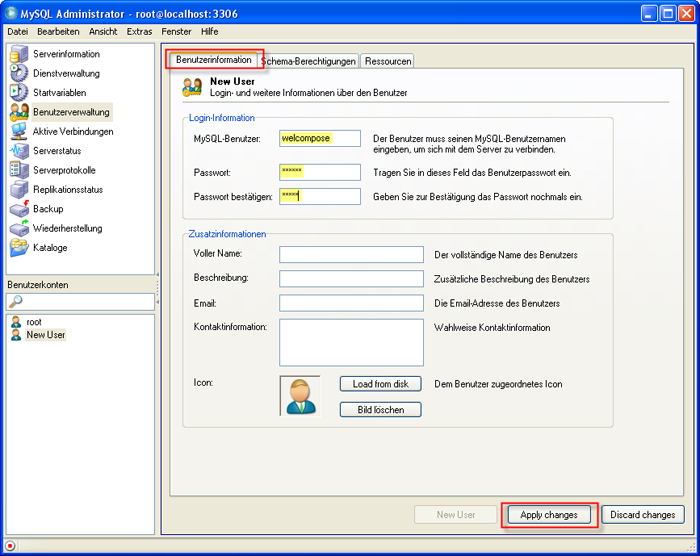 MySQL Administrator - root@localhost:3306
Datei Bearbeiten Ansicht Extras Fenster Hilfe
Serverinformation
Dienstverwaltung
Startvariablen
Benutzerverwaltung
Aktive Verbindungen
Serverstatus
Serverprotokolle
Replikationsstatus
Backup
Wiederherstellung
Kataloge
Benutzerkonten
root
New User
Benutzerinformation Schema-Berechtigungen Ressourcen
New User
Login- und weitere Informationen über den Benutzer
Login-Information
MySQL-Benutzer: welcompose Der Benutzer muss seinen MySQL-Benutzernamen
eingeben, um sich mit dem Server zu verbinden.
Passwort: ****** Tragen Sie in dieses Feld das Benutzerpasswort ein.
Passwort bestätigen: ***** Geben Sie zur Bestätigung das Passwort nochmals ein.
Zusatzinformationen
Voller Name: Der vollständige Name des Benutzers
Beschreibung: Zusätzliche Beschreibung des Benutzers
Email: Die Email-Adresse des Benutzers
Kontaktinformation: Wahlweise Kontaktinformation
Icon: Load from disk Dem Benutzer zugeordnetes Icon
Bild löschen
New User Apply changes Discard changes